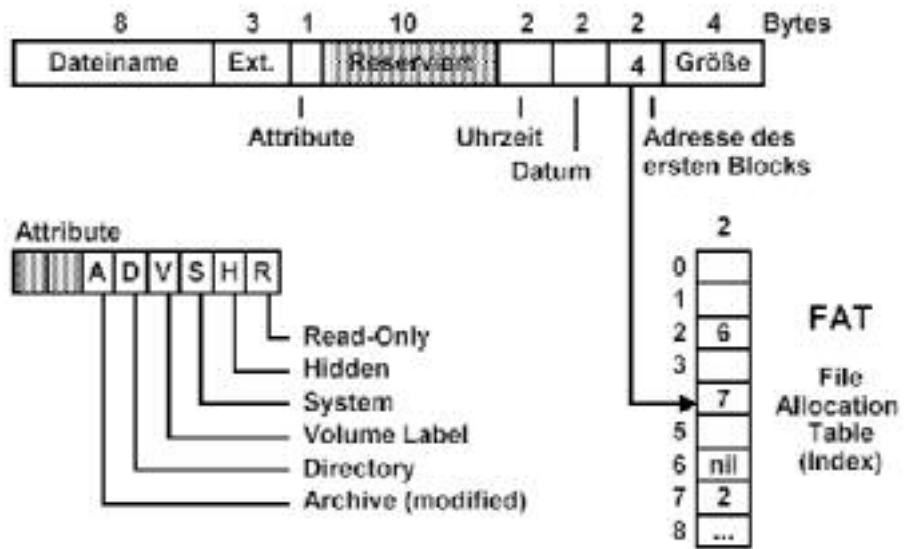 8 3 1 10 2 2 2 4 Bytes
Dateiname Ext. Reserviert 4 Größe
Attribute Uhrzeit Adresse des
Datum ersten Blocks
Attribute
A D V S H R
Read-Only
Hidden
System
Volume Label
Directory
Archive (modified)
2
0
1
2 6
3
7
5
6 nil
7 2
8 ...
FAT
File
Allocation
Table
(Index)